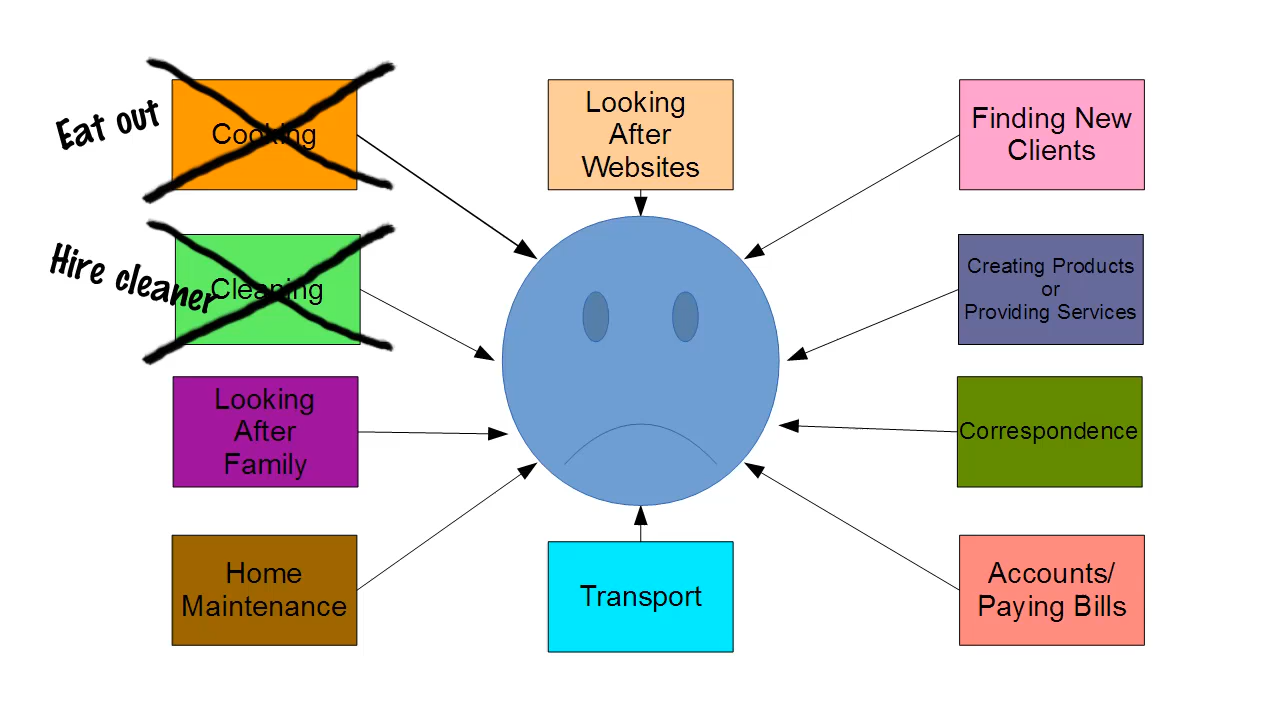 Eat out
Cooking
Hire cleaner
Cleaning
Looking
After
Family
Home
Maintenance
Looking
After
Websites
Transport
Finding New
Clients
Creating Products
or
Providing Services
Correspondence
Accounts/
Paying Bills